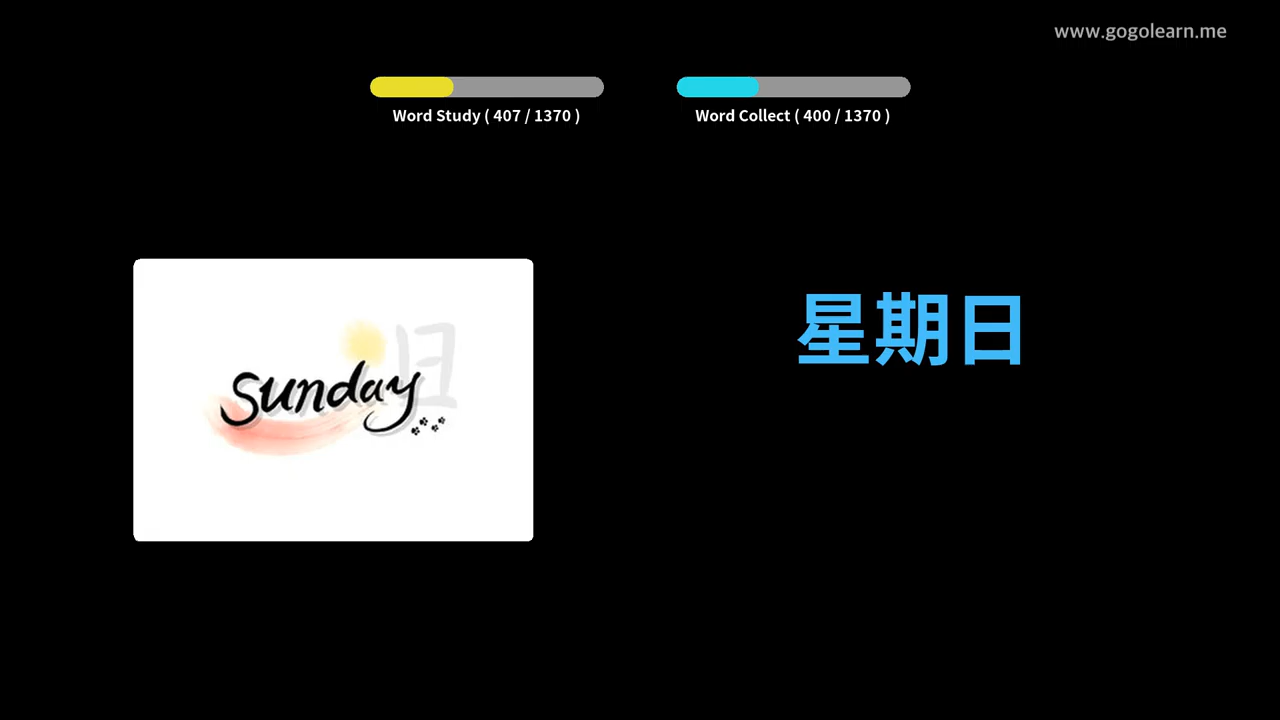 www.gogolearn.me
Word Study ( 407 / 1370 )
Word Collect ( 400 / 1370 )
日
Sunday
星期日